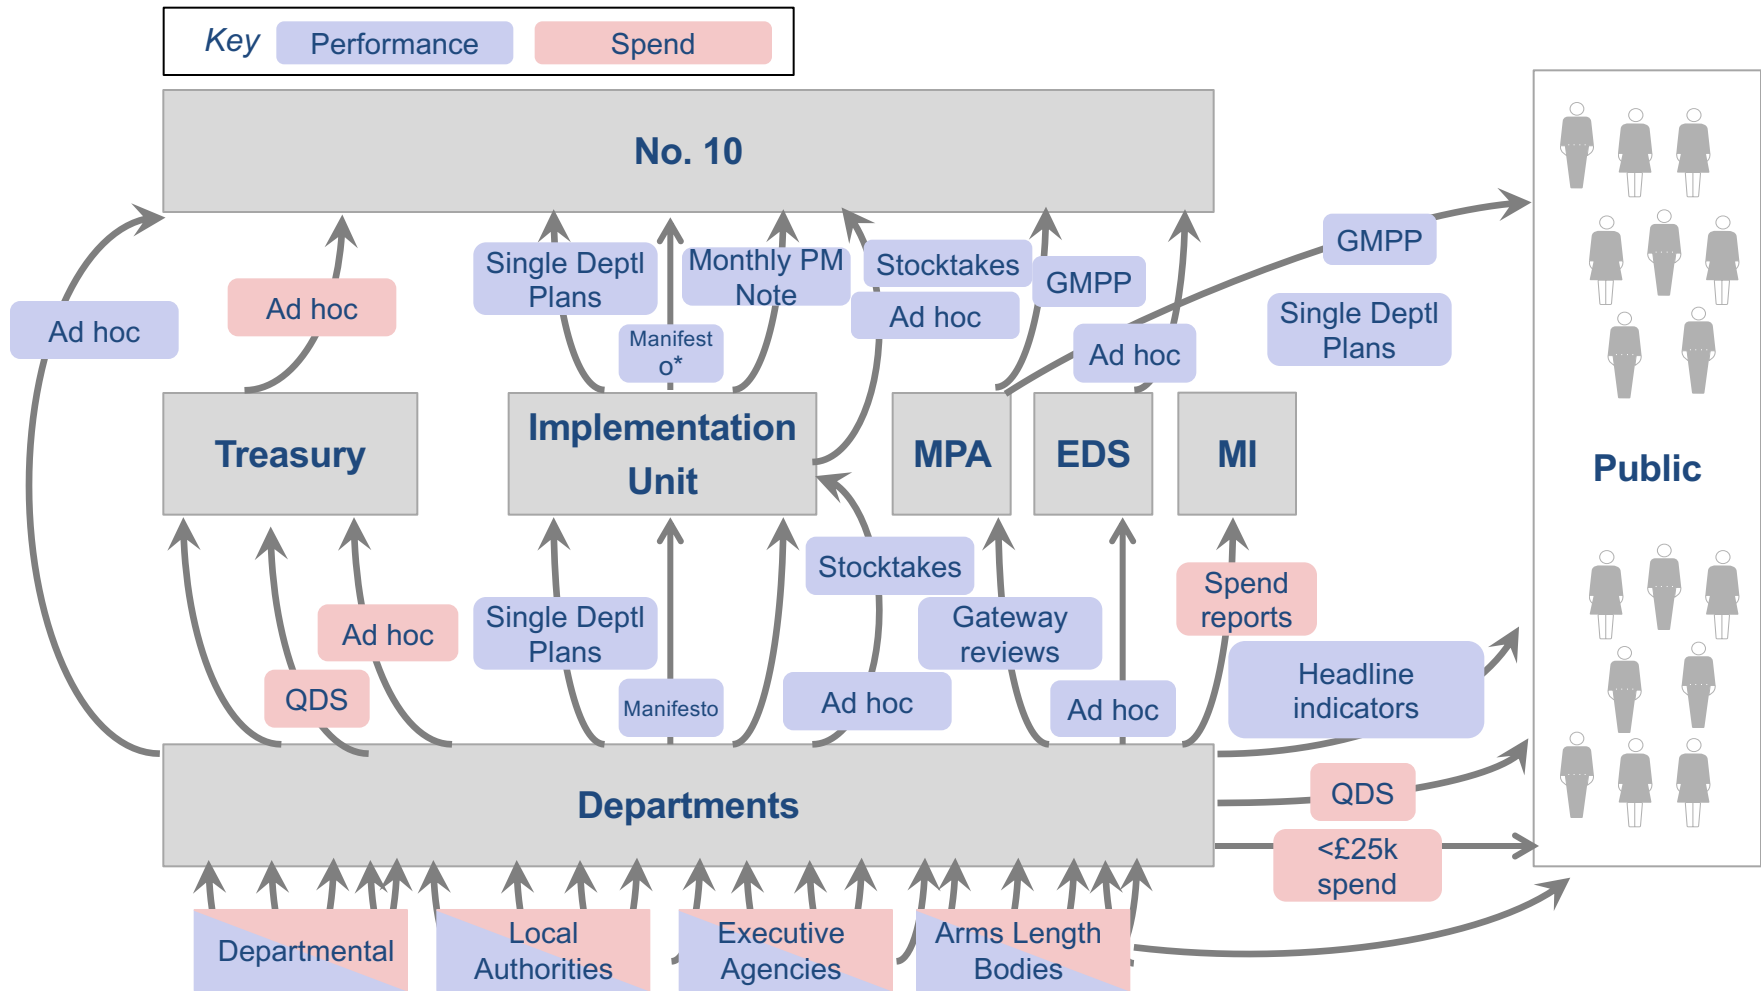 Key
Performance
Spend
No. 10
GMPP
Single Deptl
Plans
Monthly PM
Note
Stocktakes
GMPP
Ad hoc
Ad hoc
Ad hoc
Single Deptl
Plans
Manifest
o*
Ad hoc
Treasury
Implementation
Unit
MPA
EDS
MI
Public
Stocktakes
Spend
reports
Ad hoc
Single Deptl
Plans
Gateway
reviews
QDS
Manifesto
Ad hoc
Ad hoc
Headline
indicators
Departments
QDS
<£25k
spend
Departmental
Local
Authorities
Executive
Agencies
Arms Length
Bodies